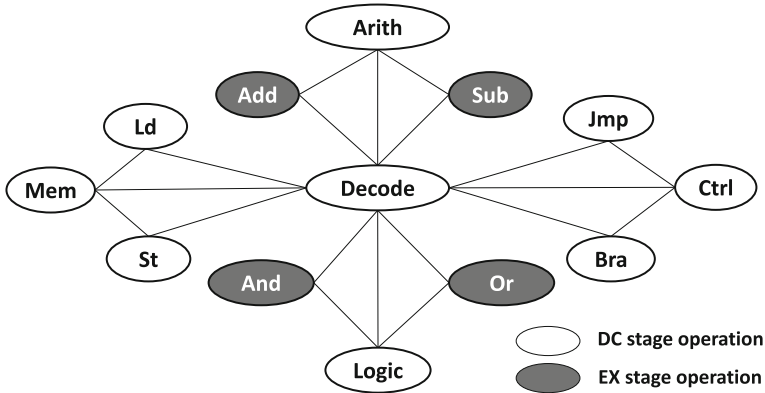 Arith
Add
Sub
Ld
Jmp
Mem
Decode
Ctrl
St
Bra
And
Or
Logic
DC stage operation
EX stage operation